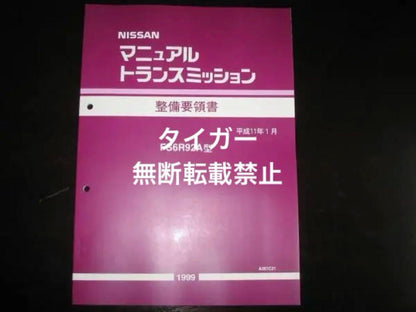 NISSAN
マニュアル
トランスミッション
整備要領書
平成11年1月
タイガー
FS6R92A型
無断転載禁止
1999
A261C21